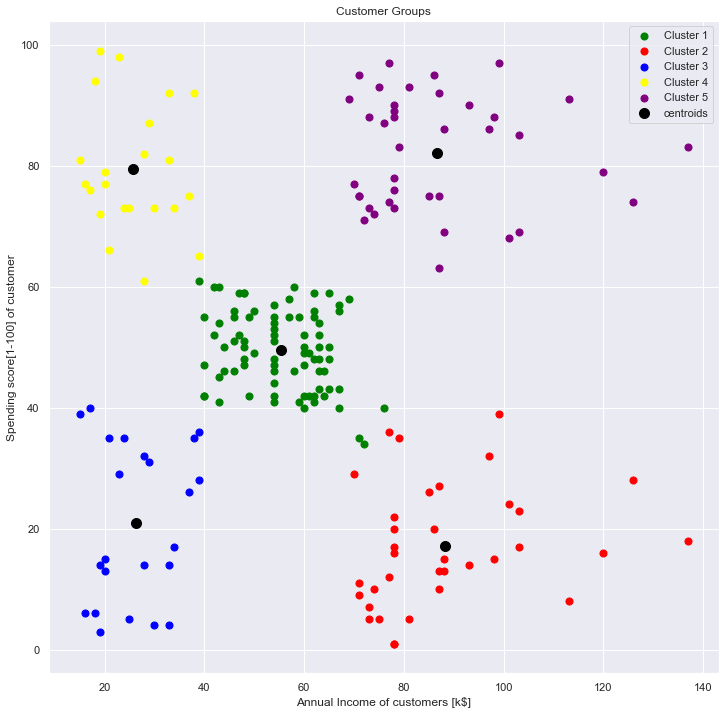 Customer Groups
Spending score[1-100] of customer
100
80
60
40
20
0
Cluster 1
Cluster 2
Cluster 3
Cluster 4
Cluster 5
centroids
20
40
60
80
100
120
140
Annual Income of customers [k$]